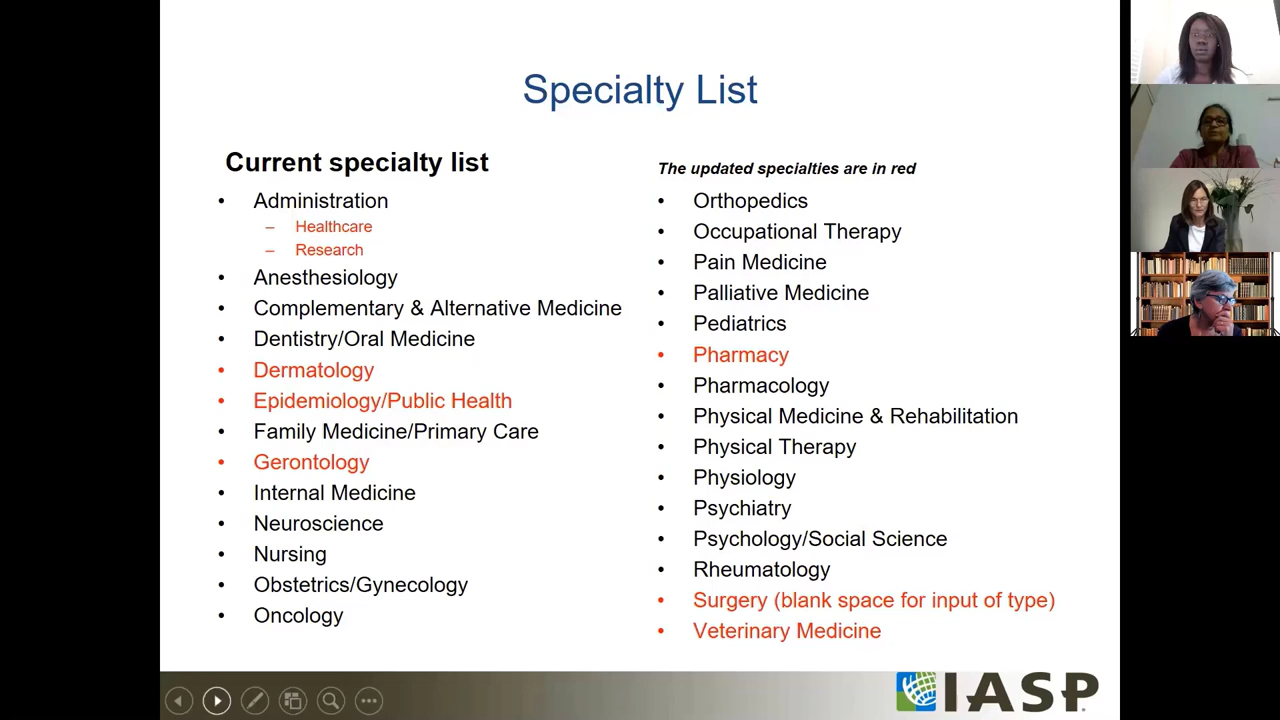 Specialty List
Current specialty list
• Administration
– Healthcare
– Research
• Anesthesiology
• Complementary & Alternative Medicine
• Dentistry/Oral Medicine
• Dermatology
• Epidemiology/Public Health
• Family Medicine/Primary Care
• Gerontology
• Internal Medicine
• Neuroscience
• Nursing
• Obstetrics/Gynecology
• Oncology
The updated specialties are in red
• Orthopedics
• Occupational Therapy
• Pain Medicine
• Palliative Medicine
• Pediatrics
• Pharmacy
• Pharmacology
• Physical Medicine & Rehabilitation
• Physical Therapy
• Physiology
• Psychiatry
• Psychology/Social Science
• Rheumatology
• Surgery (blank space for input of type)
• Veterinary Medicine
IASP